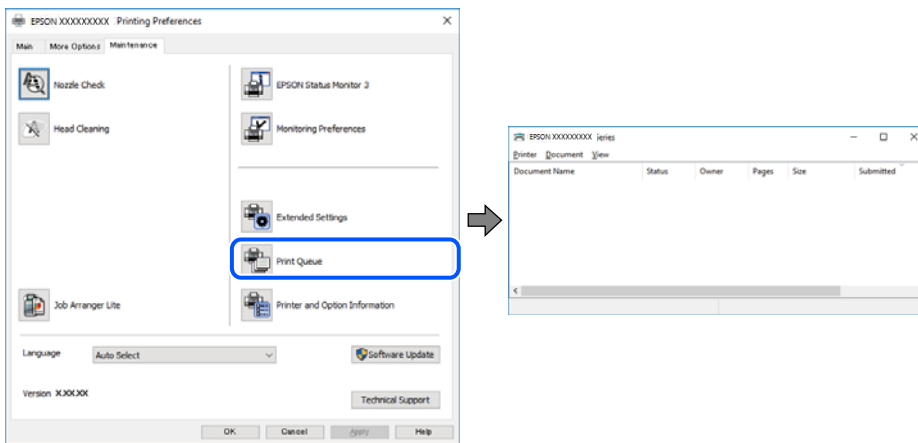 EPSON XXXXXXXXX Printing Preferences
Main More Options Maintenance
Nozzle Check
EPSON Status Monitor 3
Head Cleaning
Monitoring Preferences
Extended Settings
Print Queue
Job Arranger Lite
Printer and Option Information
Language
Auto Select
Software Update
Version X.XX.XX
Technical Support
OK Cancel Apply Help
EPSON XXXXXXXXX jeries
Printer Document View
Document Name Status Owner Pages Size Submitted